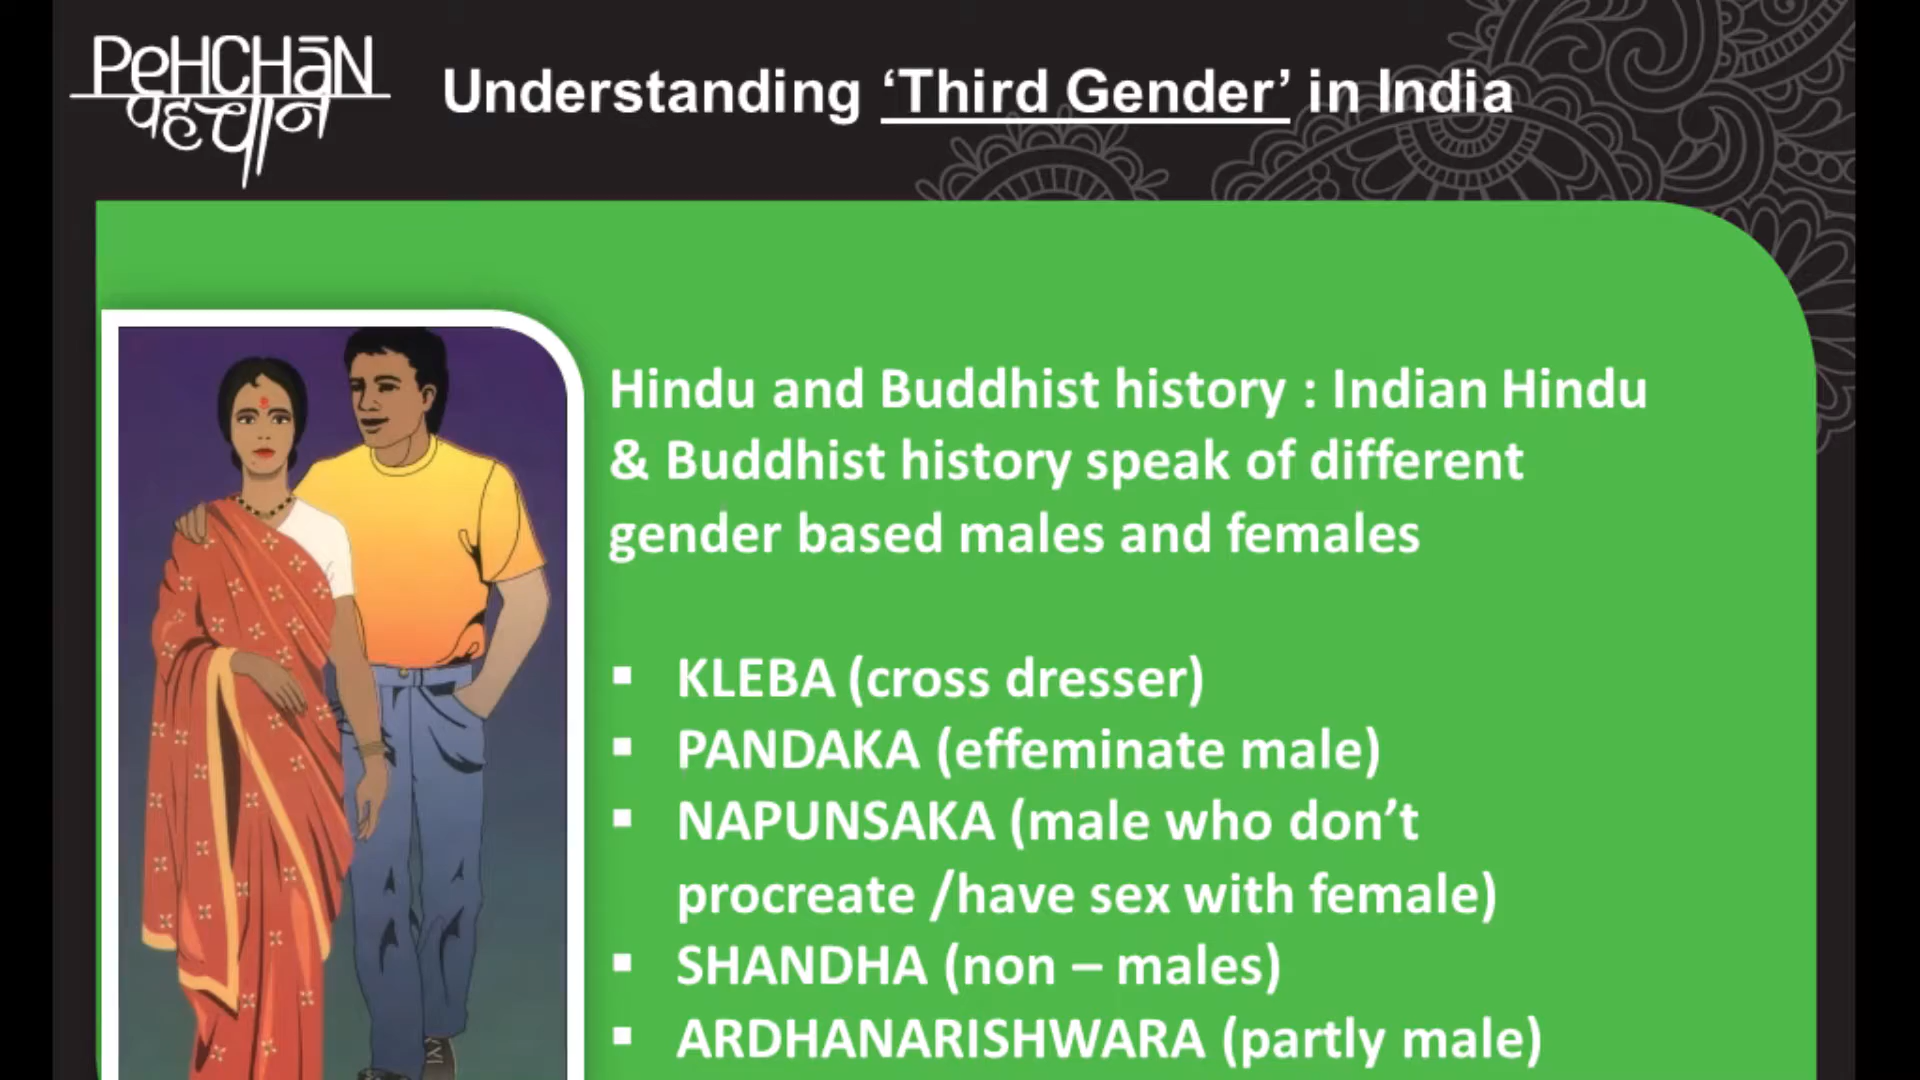 PeHCHāN
पहचान
Understanding ‘Third Gender’ in India
Hindu and Buddhist history : Indian Hindu
& Buddhist history speak of different
gender based males and females
▪ KLEBA (cross dresser)
▪ PANDAKA (effeminate male)
▪ NAPUNSAKA (male who don’t
procreate /have sex with female)
▪ SHANDHA (non – males)
▪ ARDHANARISHWARA (partly male)